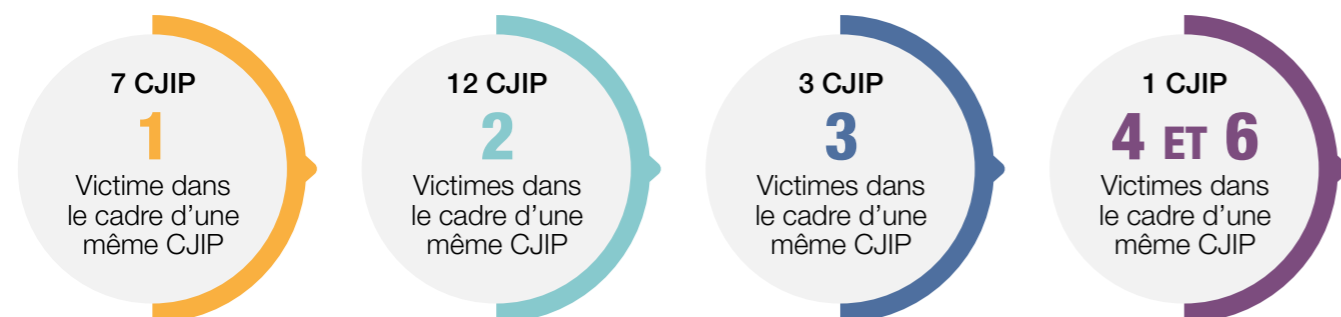 7 CJIP
1
Victime dans
le cadre d’une
même CJIP
12 CJIP
2
Victimes dans
le cadre d’une
même CJIP
3 CJIP
3
Victimes dans
le cadre d’une
même CJIP
1 CJIP
4 ET 6
Victimes dans
le cadre d’une
même CJIP